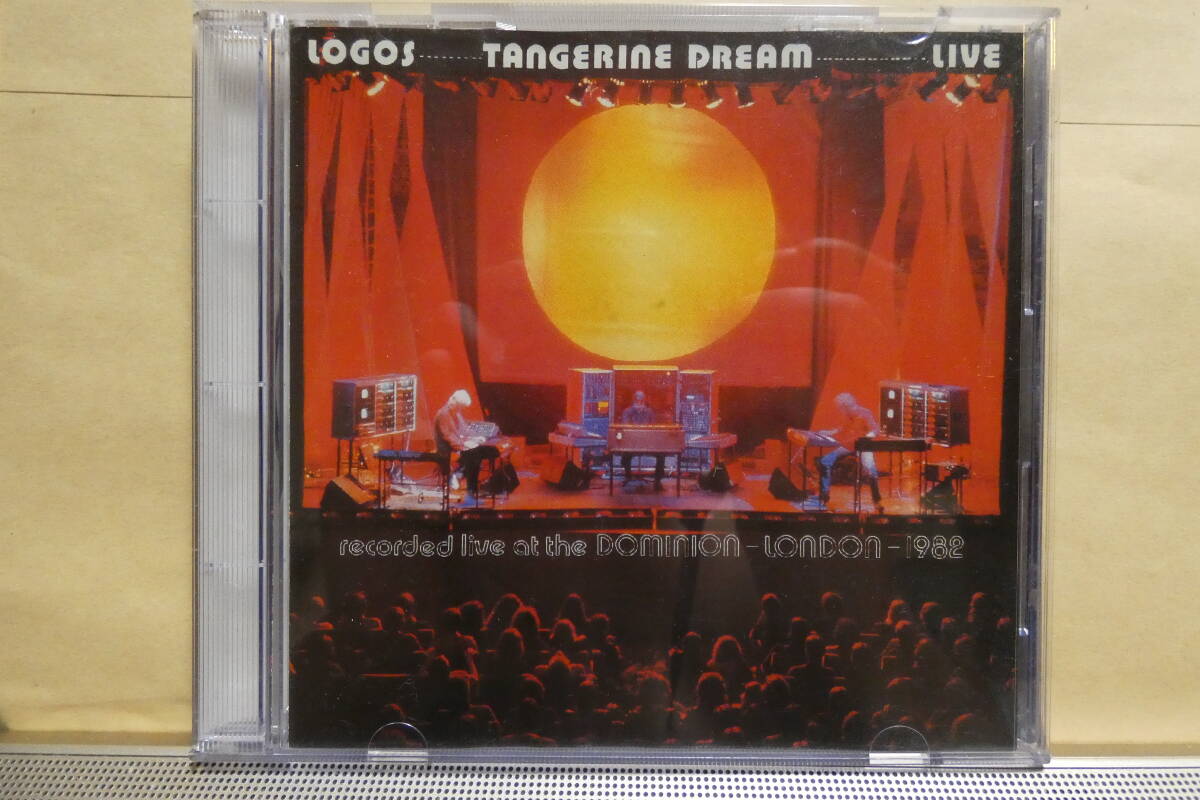 LOGOS TANGERINE DREAM LIVE
recorded live at the DOMINION - LONDON - 1982